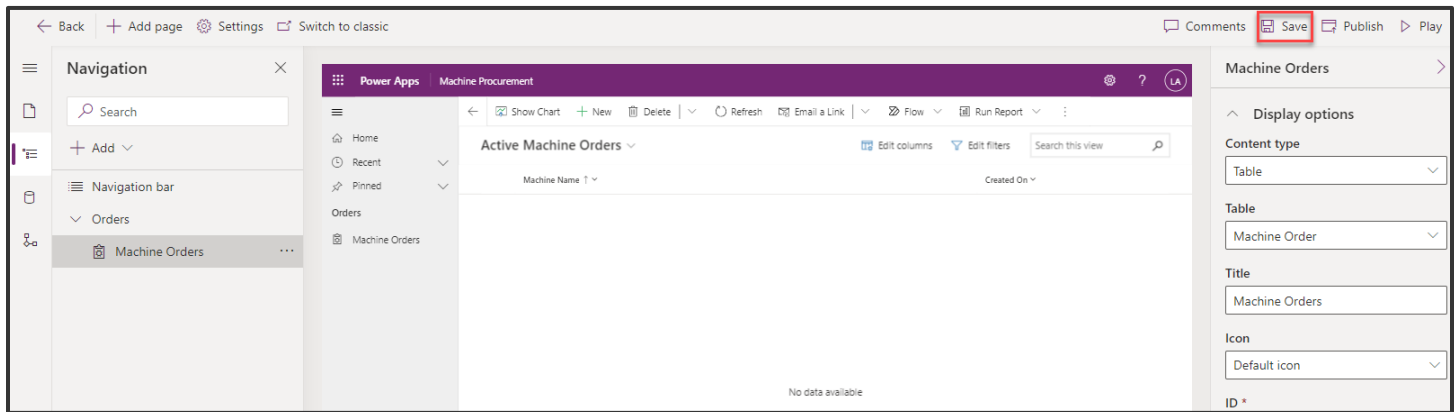 Back
Add page
Settings
Switch to classic
Comments
Save
Publish
Play
Navigation
Search
Add
Navigation bar
Orders
Machine Orders
Power Apps
Machine Procurement
?
LA
Home
Recent
Pinned
Orders
Machine Orders
Show Chart
New
Delete
Refresh
Email a Link
Flow
Run Report
Active Machine Orders
Edit columns
Edit filters
Search this view
Machine Name
Created On
No data available
Machine Orders
Display options
Content type
Table
Table
Machine Order
Title
Machine Orders
Icon
Default icon
ID *